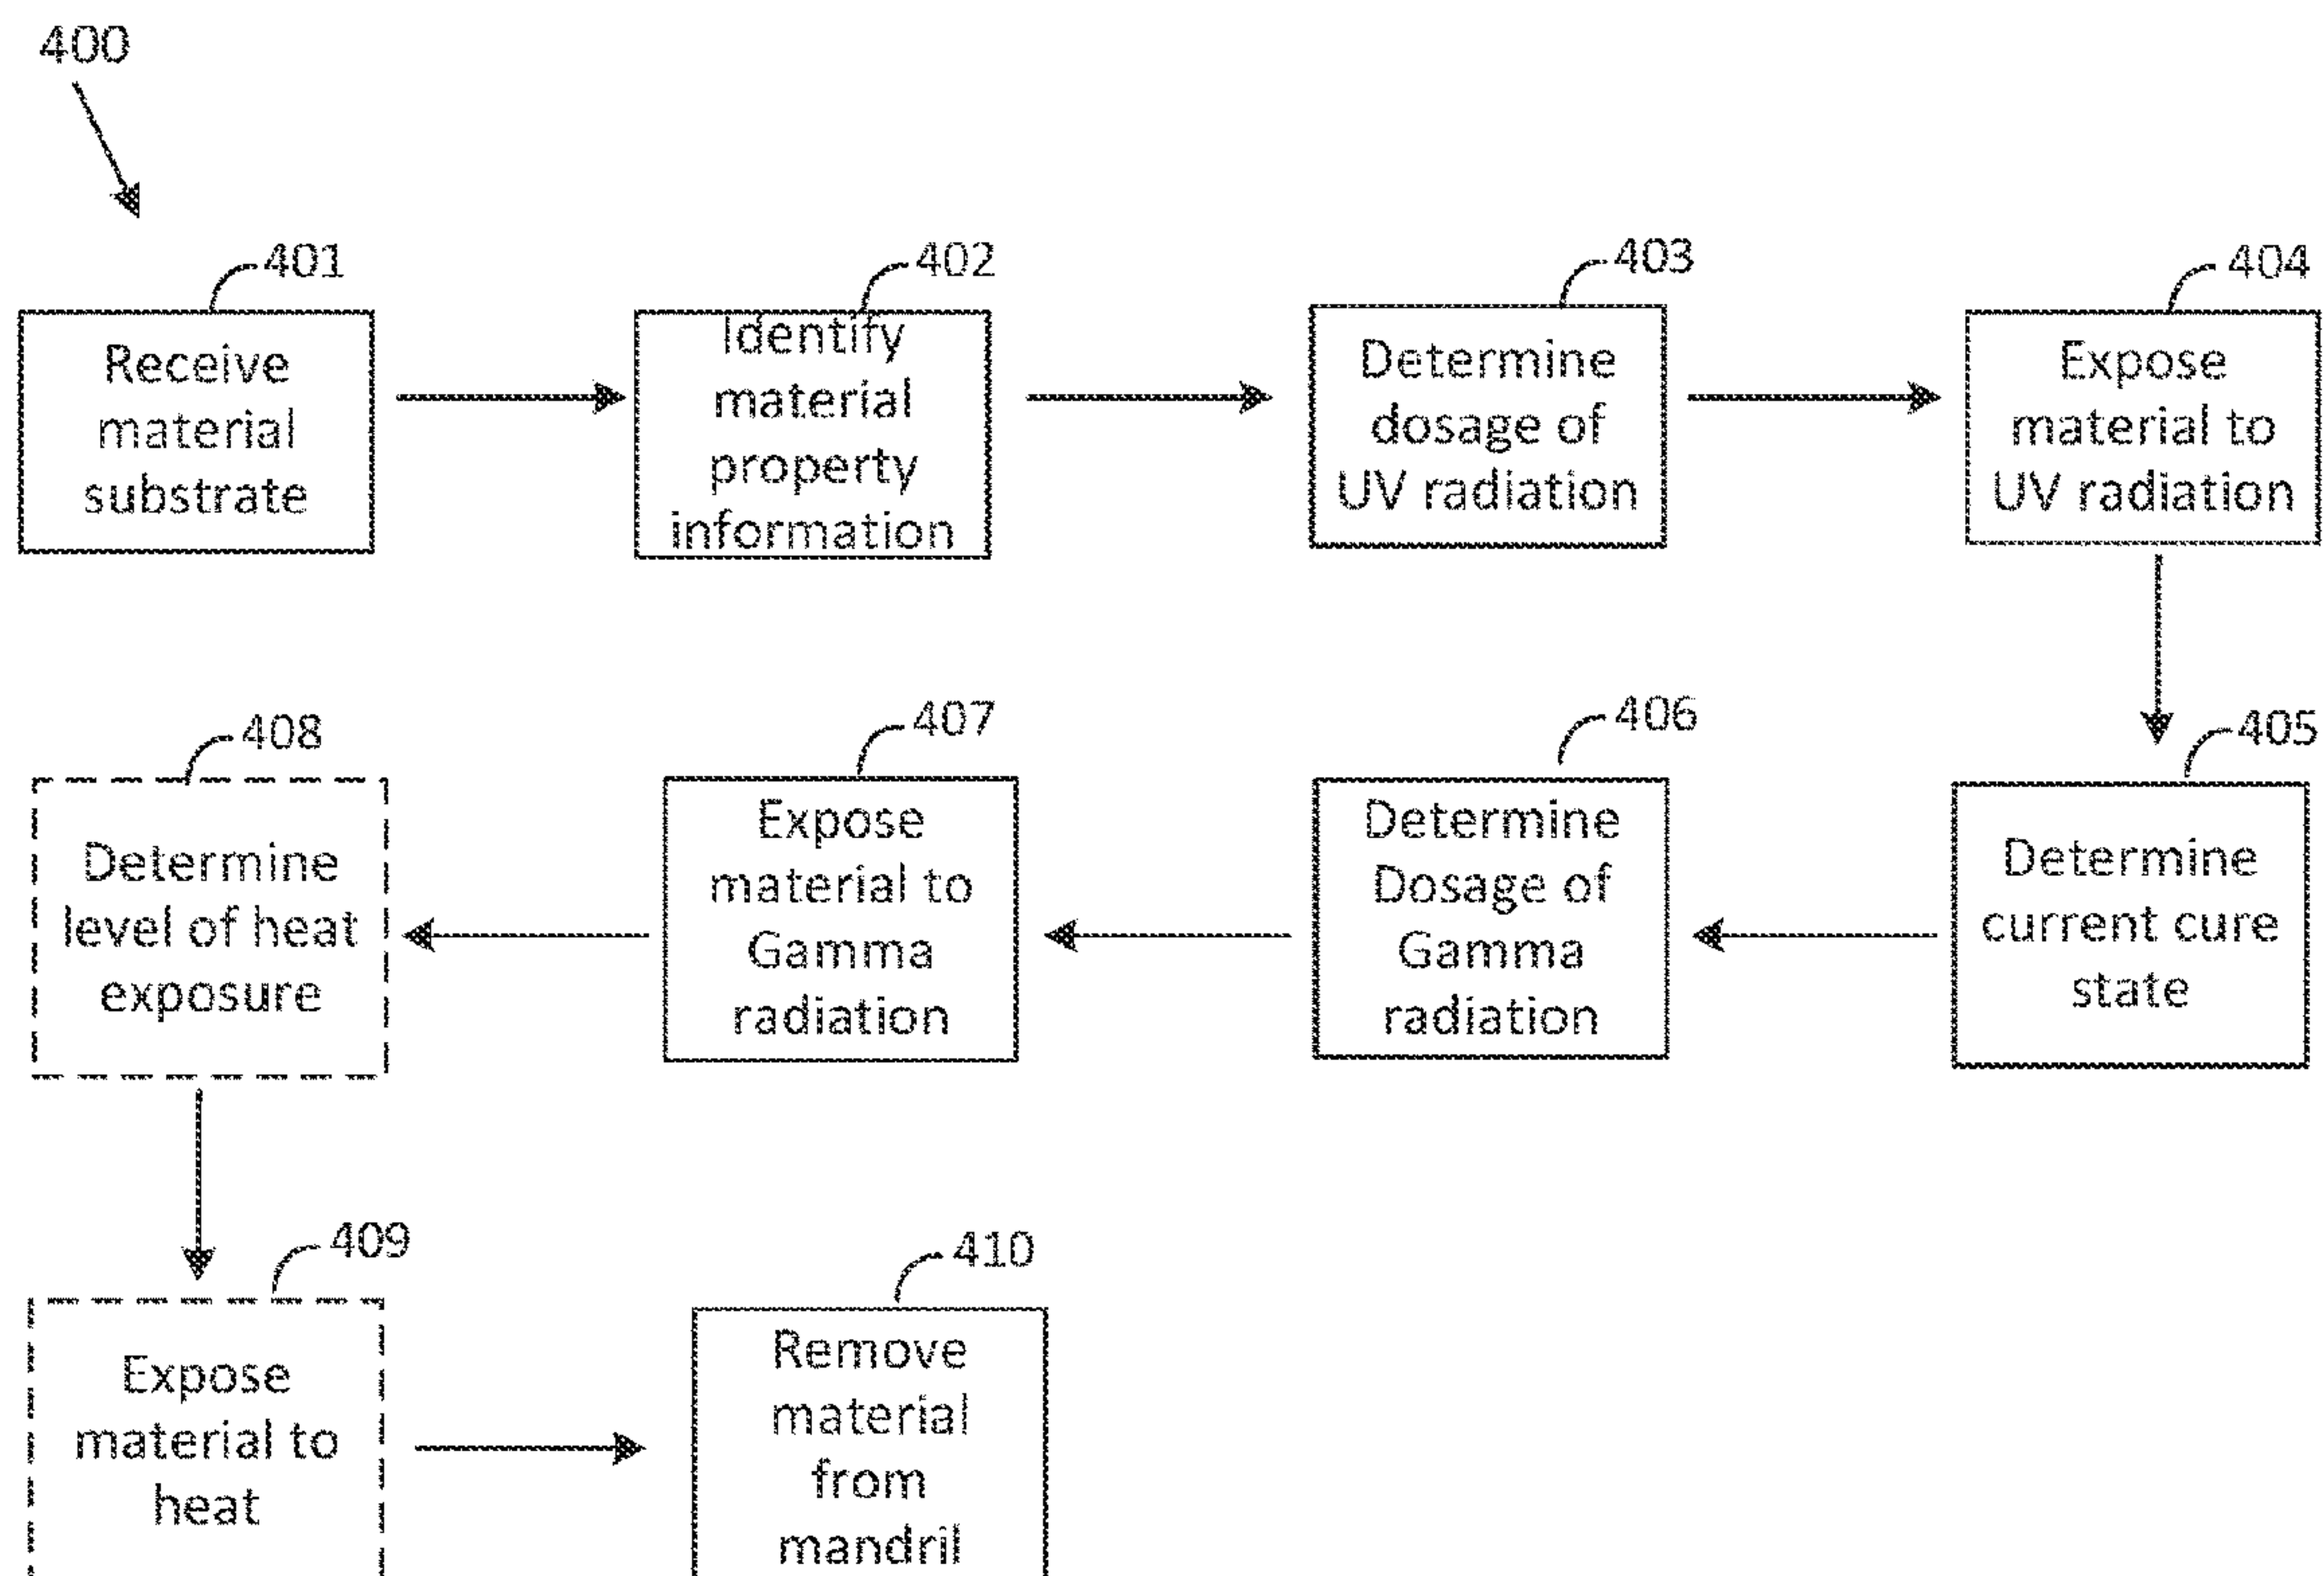 400
401
Receive
material
substrate
402
Identify
material
property
information
403
Determine
dosage of
UV radiation
404
Expose
material to
UV radiation
405
Determine
current cure
state
406
Determine
Dosage of
Gamma
radiation
407
Expose
material to
Gamma
radiation
408
Determine
level of heat
exposure
409
Expose
material to
heat
410
Remove
material
from
mandril